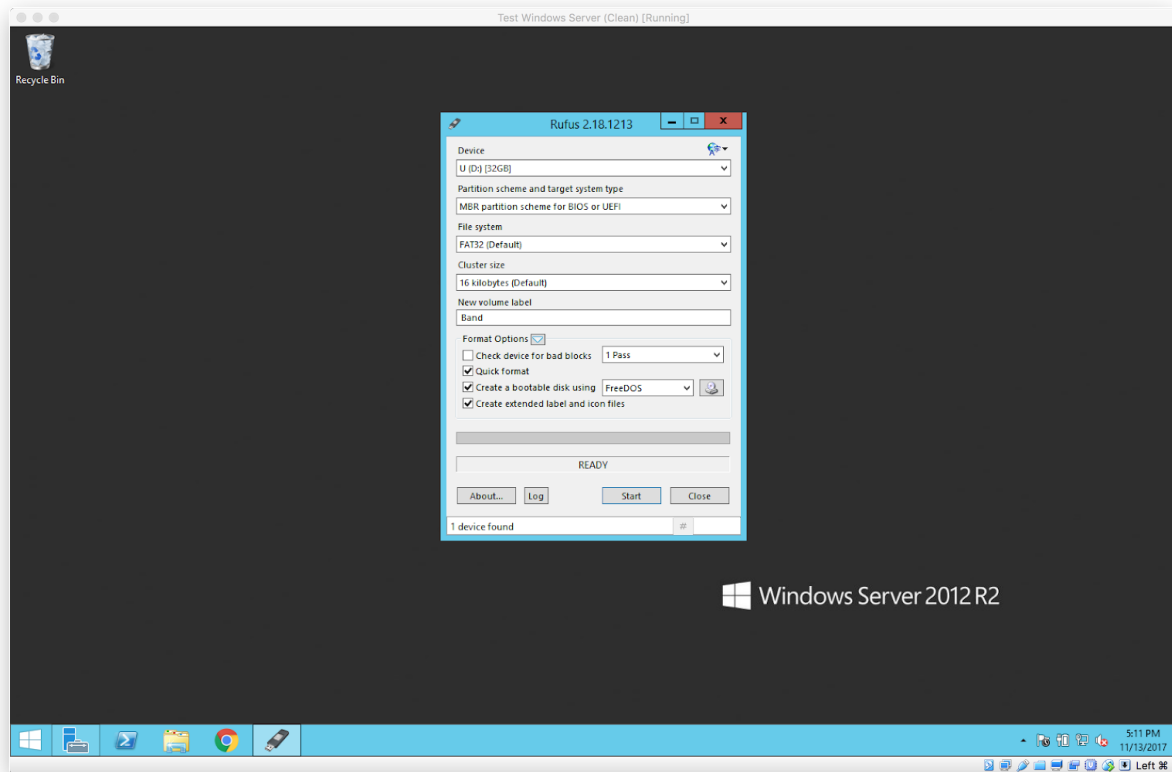 Test Windows Server (Clean) [Running]
Recycle Bin
Rufus 2.18.1213
Device
U (D:) [32GB]
Partition scheme and target system type
MBR partition scheme for BIOS or UEFI
File system
FAT32 (Default)
Cluster size
16 kilobytes (Default)
New volume label
Band
Format Options
Check device for bad blocks 1 Pass
Quick format
Create a bootable disk using FreeDOS
Create extended label and icon files
READY
About... Log Start Close
1 device found #
Windows Server 2012 R2
5:11 PM
11/13/2017
Left ⌘